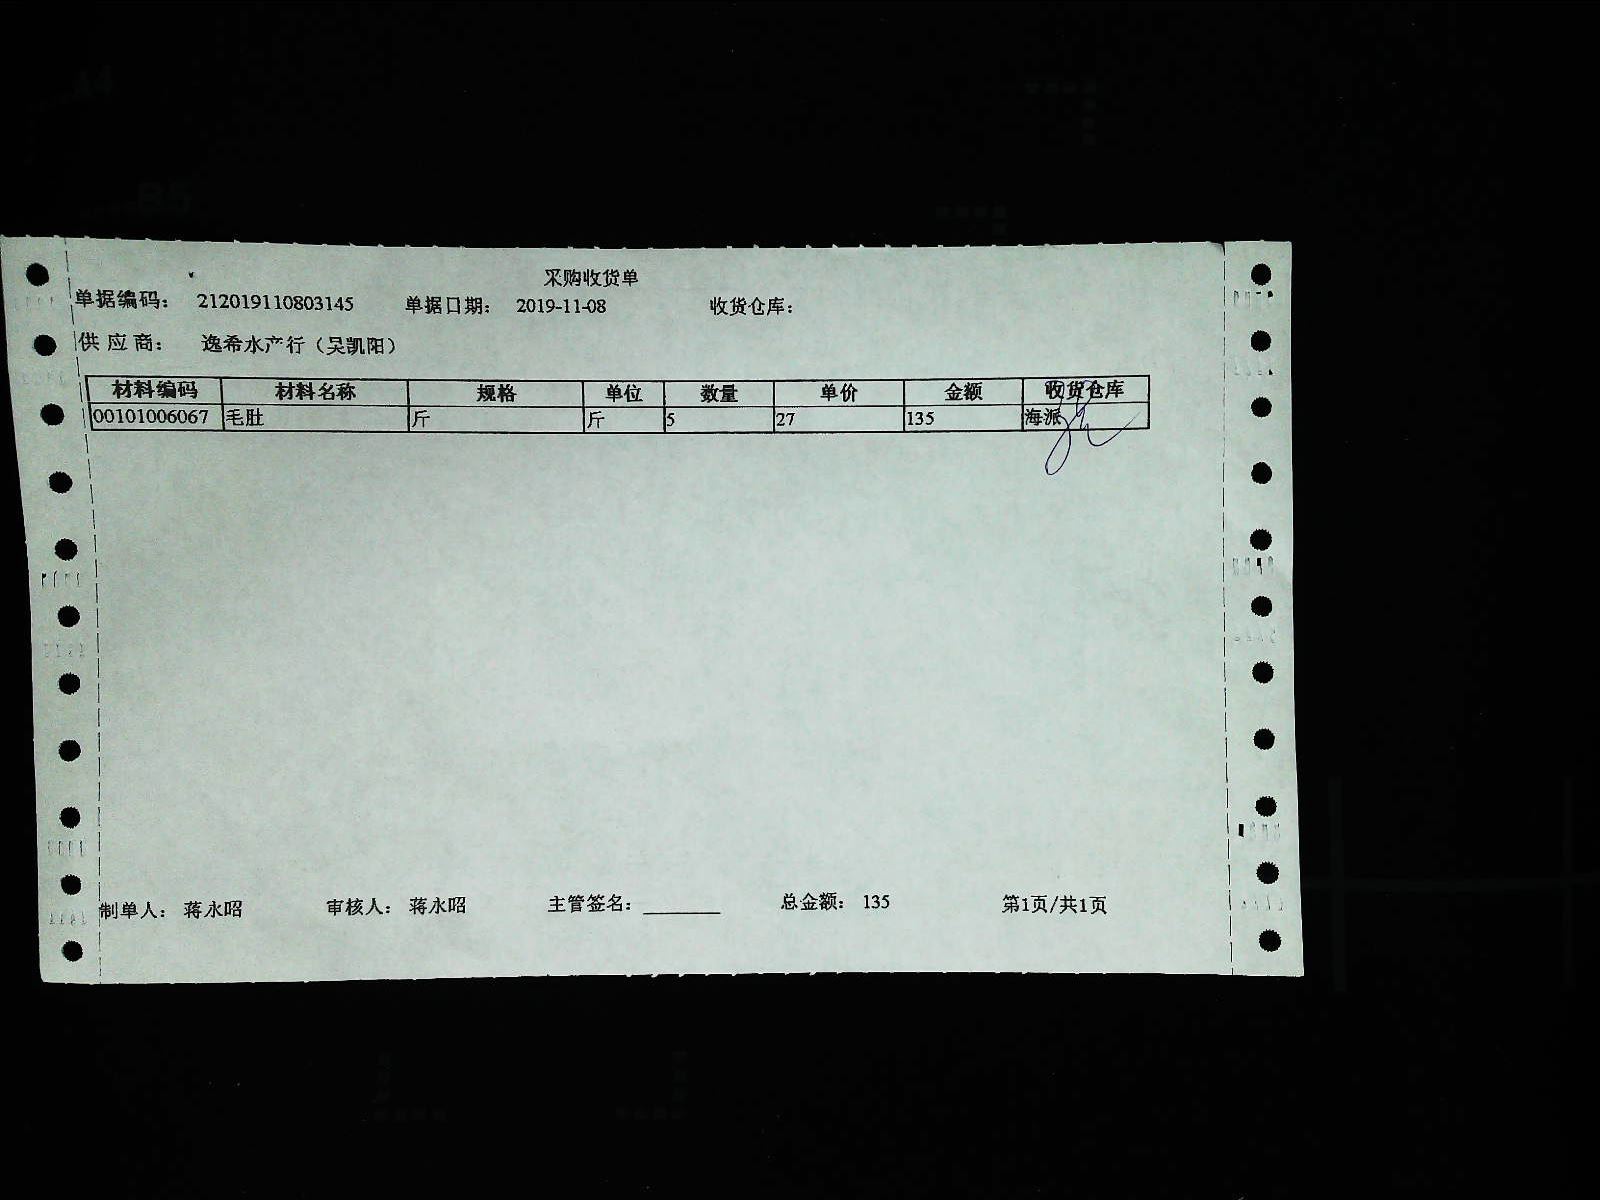 采购收货单
单据编码： 212019110803145 单据日期： 2019-11-08 收货仓库：
供应商： 逸希水产行（吴凯阳）
材料编码 材料名称 规格 单位 数量 单价 金额 收货仓库
00101006067 毛肚 斤 斤 5 27 135 海派
制单人： 蒋永昭 审核人： 蒋永昭 主管签名： 总金额： 135 第1页/共1页